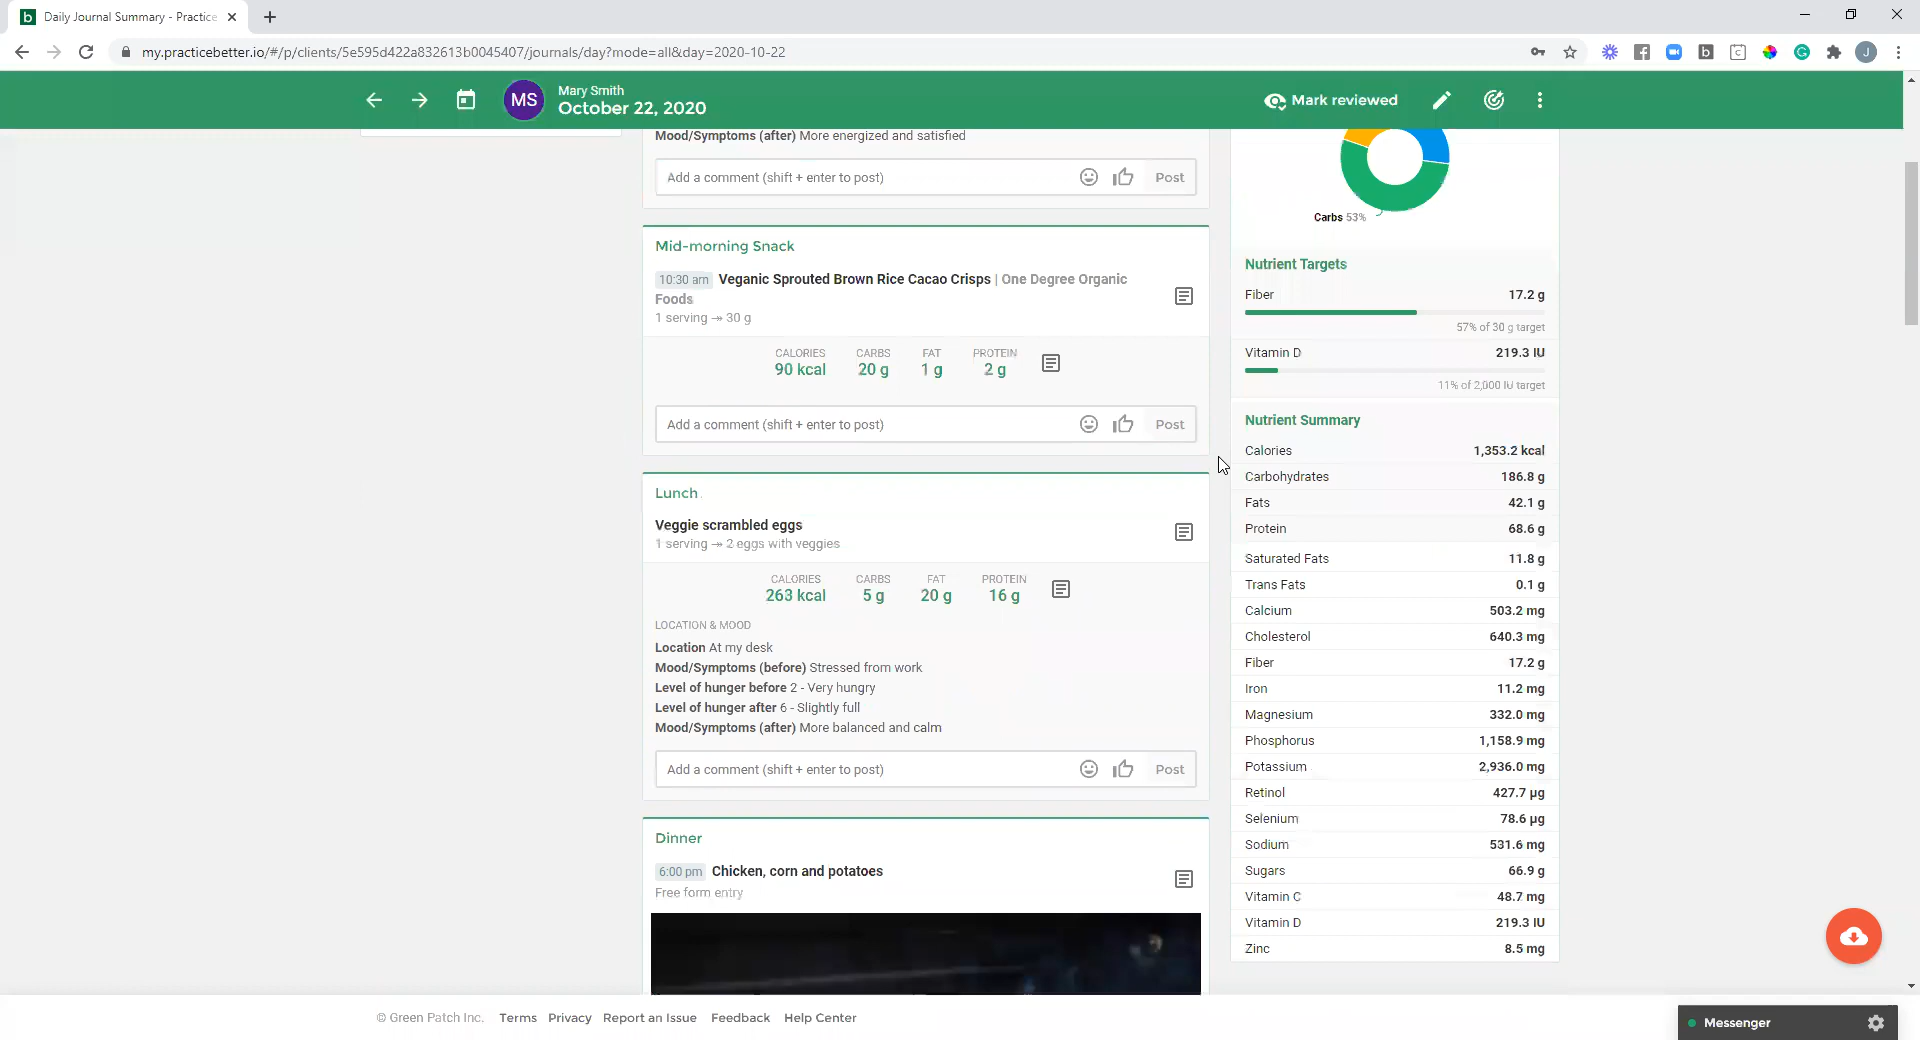 Daily Journal Summary - Practice
my.practicebetter.io/#/p/clients/5e595d422a832613b0045407/journals/day?mode=all&day=2020-10-22
J
MS
Mary Smith
October 22, 2020
Mark reviewed
Mood/Symptoms (after) More energized and satisfied
Add a comment (shift + enter to post)
Post
Mid-morning Snack
10:30 am Veganic Sprouted Brown Rice Cacao Crisps | One Degree Organic
Foods
1 serving ↠ 30 g
CALORIES CARBS FAT PROTEIN
90 kcal 20 g 1 g 2 g
Add a comment (shift + enter to post)
Post
Lunch
Veggie scrambled eggs
1 serving ↠ 2 eggs with veggies
CALORIES CARBS FAT PROTEIN
263 kcal 5 g 20 g 16 g
LOCATION & MOOD
Location At my desk
Mood/Symptoms (before) Stressed from work
Level of hunger before 2 - Very hungry
Level of hunger after 6 - Slightly full
Mood/Symptoms (after) More balanced and calm
Add a comment (shift + enter to post)
Post
Dinner
6:00 pm Chicken, corn and potatoes
Free form entry
Carbs 53%
Nutrient Targets
Fiber 17.2 g
57% of 30 g target
Vitamin D 219.3 IU
11% of 2,000 IU target
Nutrient Summary
Calories 1,353.2 kcal
Carbohydrates 186.8 g
Fats 42.1 g
Protein 68.6 g
Saturated Fats 11.8 g
Trans Fats 0.1 g
Calcium 503.2 mg
Cholesterol 640.3 mg
Fiber 17.2 g
Iron 11.2 mg
Magnesium 332.0 mg
Phosphorus 1,158.9 mg
Potassium 2,936.0 mg
Retinol 427.7 µg
Selenium 78.6 µg
Sodium 531.6 mg
Sugars 66.9 g
Vitamin C 48.7 mg
Vitamin D 219.3 IU
Zinc 8.5 mg
© Green Patch Inc. Terms Privacy Report an Issue Feedback Help Center
Messenger